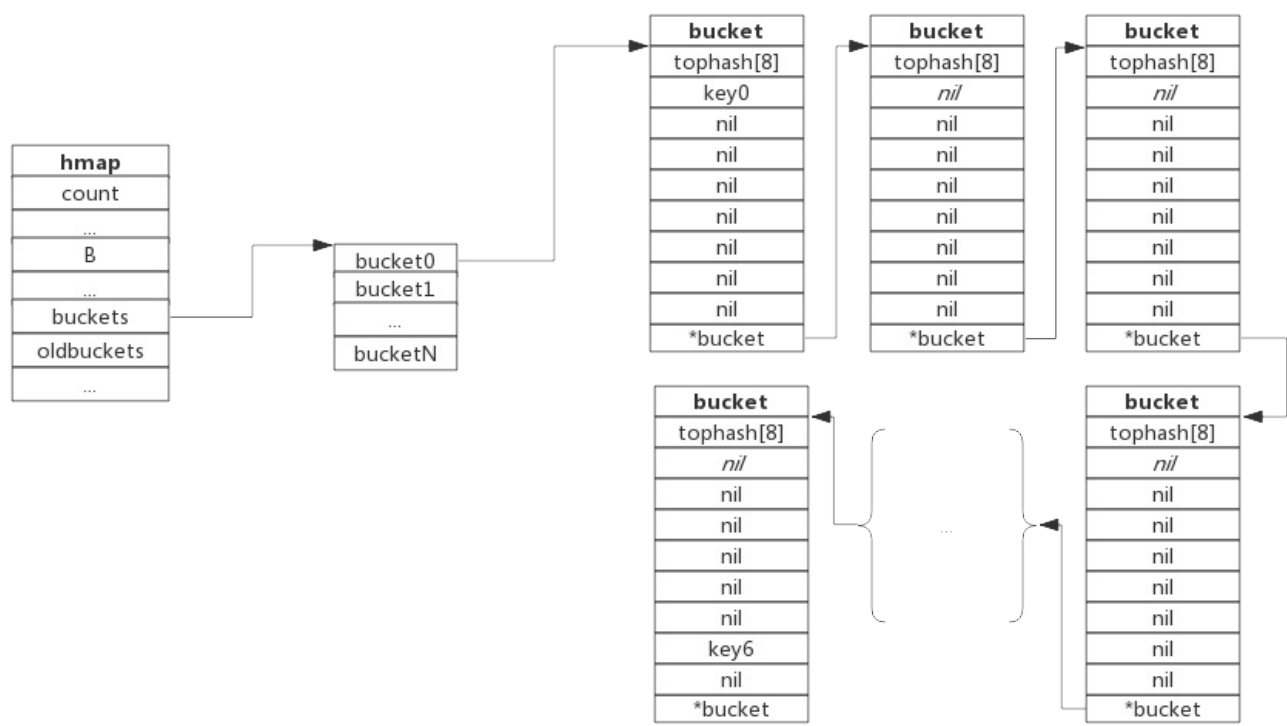 hmap
count
...
B
...
buckets
oldbuckets
...
bucket0
bucket1
...
bucketN
bucket
tophash[8]
key0
nil
nil
nil
nil
nil
nil
nil
*bucket
bucket
tophash[8]
nil
nil
nil
nil
nil
nil
nil
nil
*bucket
bucket
tophash[8]
nil
nil
nil
nil
nil
nil
nil
nil
*bucket
bucket
tophash[8]
nil
nil
nil
nil
nil
nil
key6
nil
*bucket
...
bucket
tophash[8]
nil
nil
nil
nil
nil
nil
nil
nil
*bucket